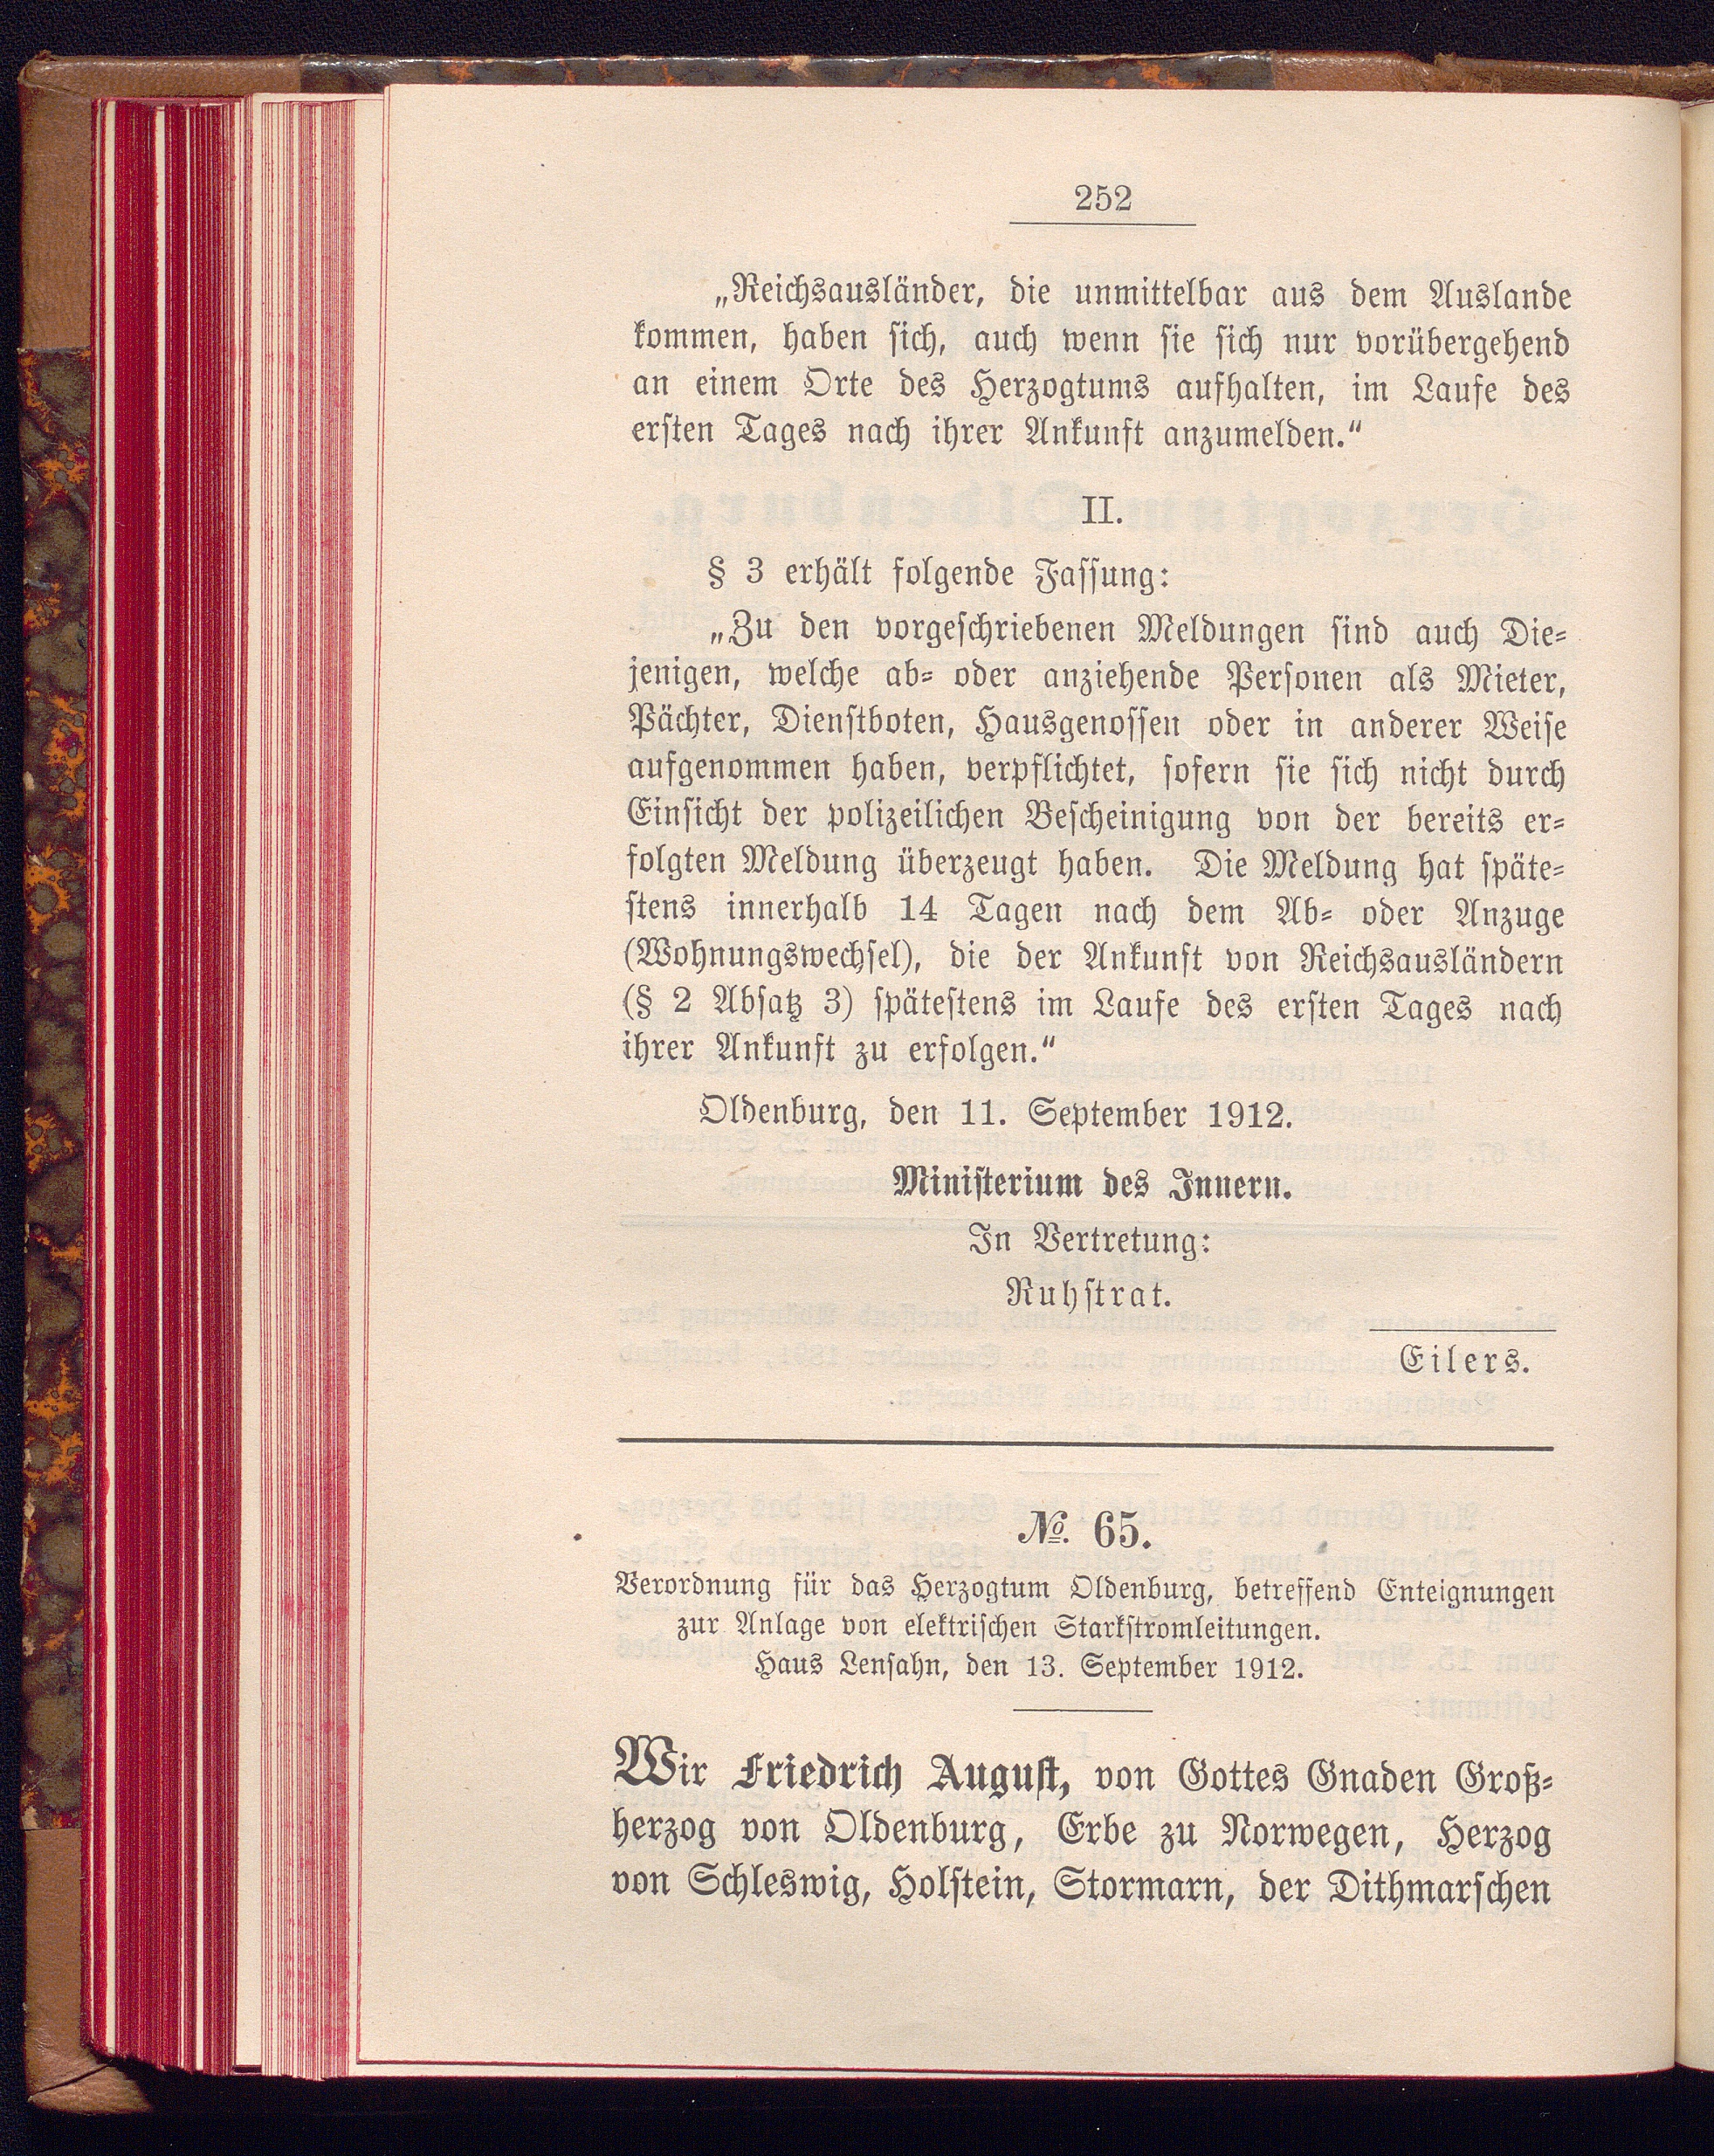 252
„Reichsausländer, die unmittelbar aus dem Auslande
kommen, haben sich, auch wenn sie sich nur vorübergehend
an einem Orte des Herzogtums aufhalten, im Laufe des
ersten Tages nach ihrer Ankunft anzumelden.“
II.
§ 3 erhält folgende Fassung:
„Zu den vorgeschriebenen Meldungen sind auch Die-
jenigen, welche ab- oder anziehende Personen als Mieter,
Pächter, Dienstboten, Hausgenossen oder in anderer Weise
aufgenommen haben, verpflichtet, sofern sie sich nicht durch
Einsicht der polizeilichen Bescheinigung von der bereits er-
folgten Meldung überzeugt haben. Die Meldung hat späte-
stens innerhalb 14 Tagen nach dem Ab- oder Anzuge
(Wohnungswechsel), die der Ankunft von Reichsausländern
(§ 2 Absatz 3) spätestens im Laufe des ersten Tages nach
ihrer Ankunft zu erfolgen.“
Oldenburg, den 11. September 1912.
Ministerium des Innern.
In Vertretung:
Ruhstrat.
Eilers.
№. 65.
Verordnung für das Herzogtum Oldenburg, betreffend Enteignungen
zur Anlage von elektrischen Starkstromleitungen.
Haus Lensahn, den 13. September 1912.
Wir Friedrich August, von Gottes Gnaden Groß-
herzog von Oldenburg, Erbe zu Norwegen, Herzog
von Schleswig, Holstein, Stormarn, der Dithmarschen